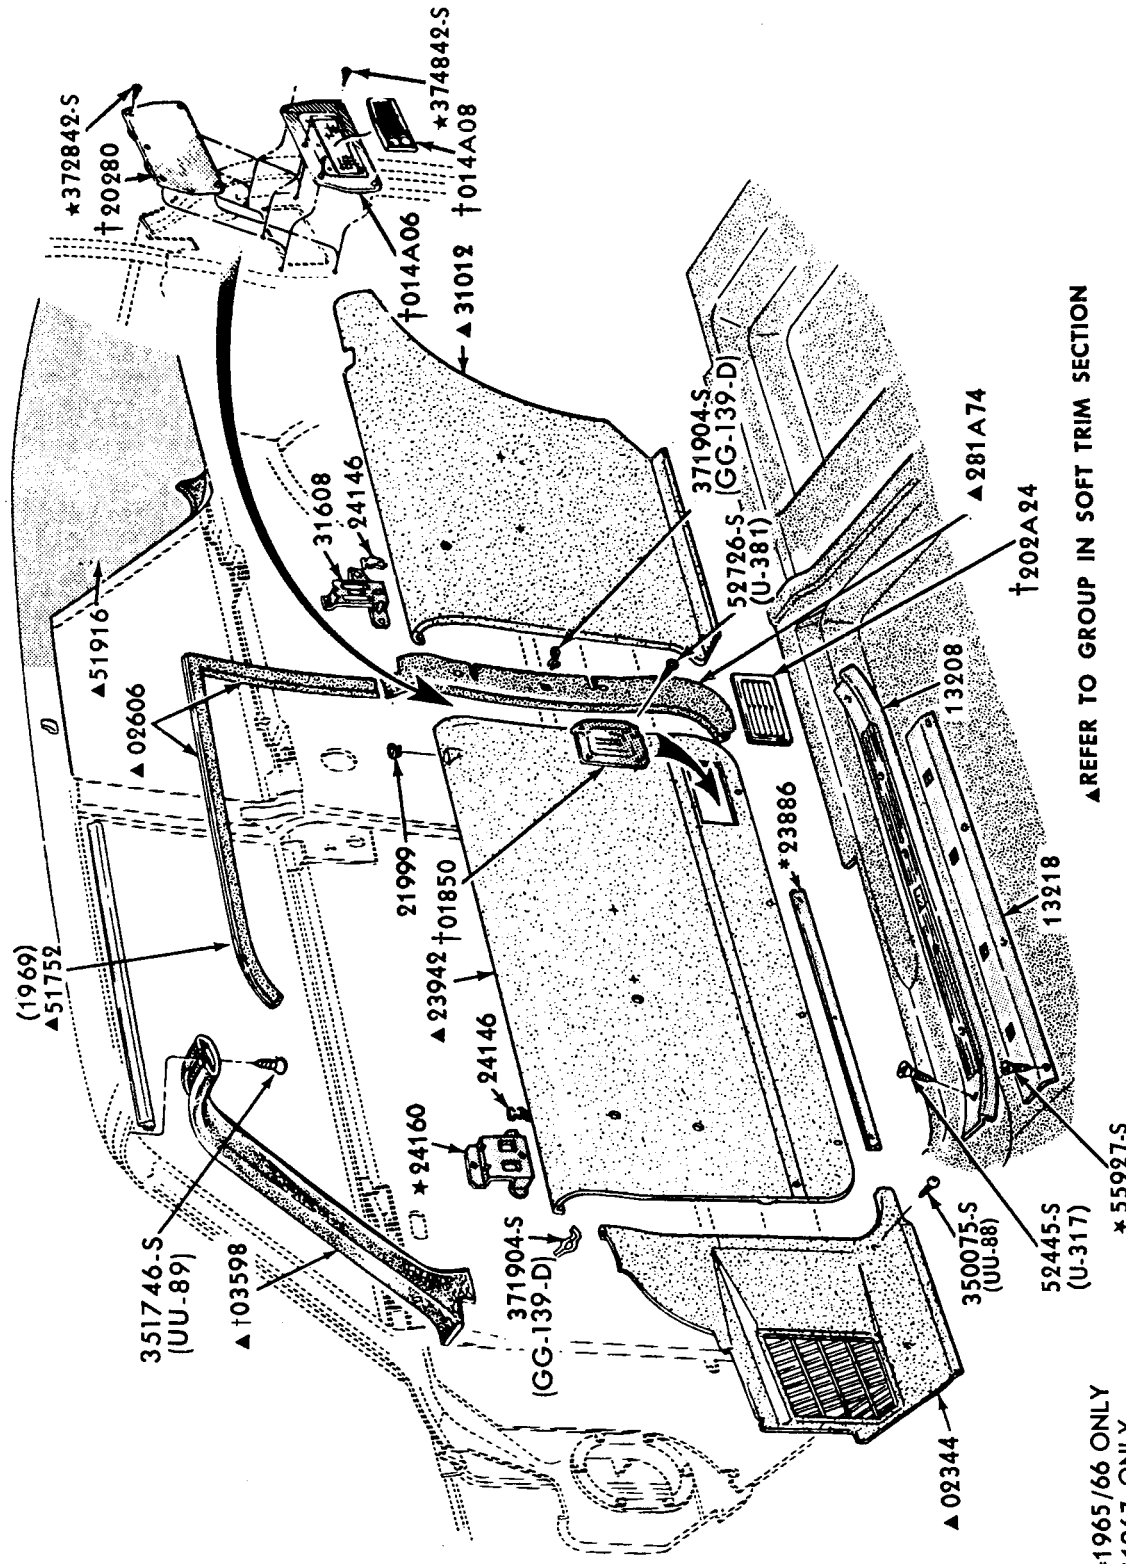 ★372842-S
†20280
★374842-S
†014A08
†014A06
▲31012
▲51916
▲02606
(1969)
▲51752
31608
24146
371904-S
(GG-139-D)
52726-S
(U-381)
▲281A74
†202A24
21999
▲23942
†01850
*23886
24146
★24160
351746-S
(UU-89)
▲†03598
371904-S
(GG-139-D)
13208
13218
350075-S
(UU-88)
52445-S
(U-317)
★55927-S
▲02344
▲REFER TO GROUP IN SOFT TRIM SECTION
1965/66 ONLY
1967 ONLY